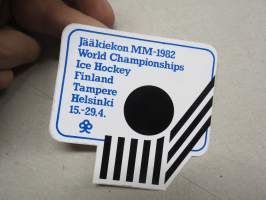 Jääkiekon MM-1982
World Championships
Ice Hockey
Finland
Tampere
Helsinki
15.-29.4.